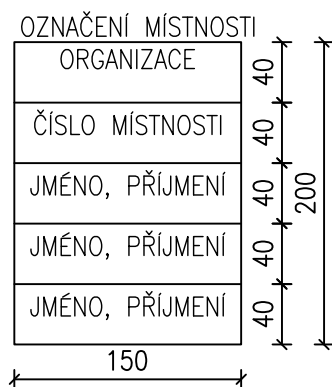 OZNAČENÍ MÍSTNOSTI
ORGANIZACE
40
ČÍSLO MÍSTNOSTI
40
JMÉNO, PŘÍJMENÍ
40
200
JMÉNO, PŘÍJMENÍ
40
JMÉNO, PŘÍJMENÍ
40
150